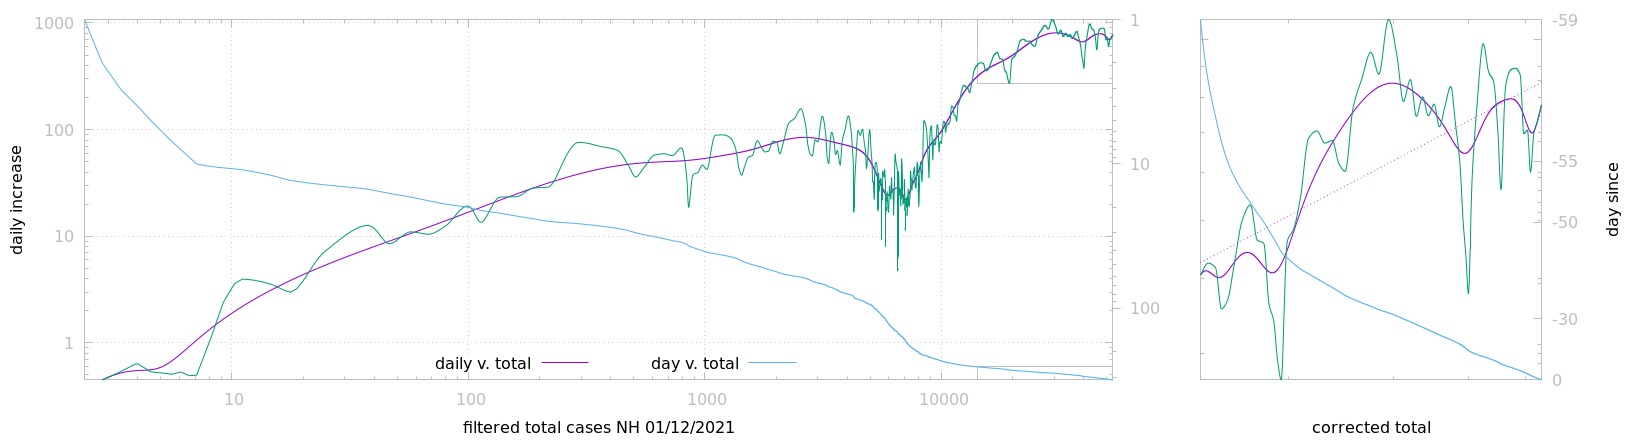 1000
100
10
1
daily increase
10
100
1000
10000
filtered total cases NH 01/12/2021
daily v. total
day v. total
1
10
100
-59
-55
-50
-30
0
day since
corrected total